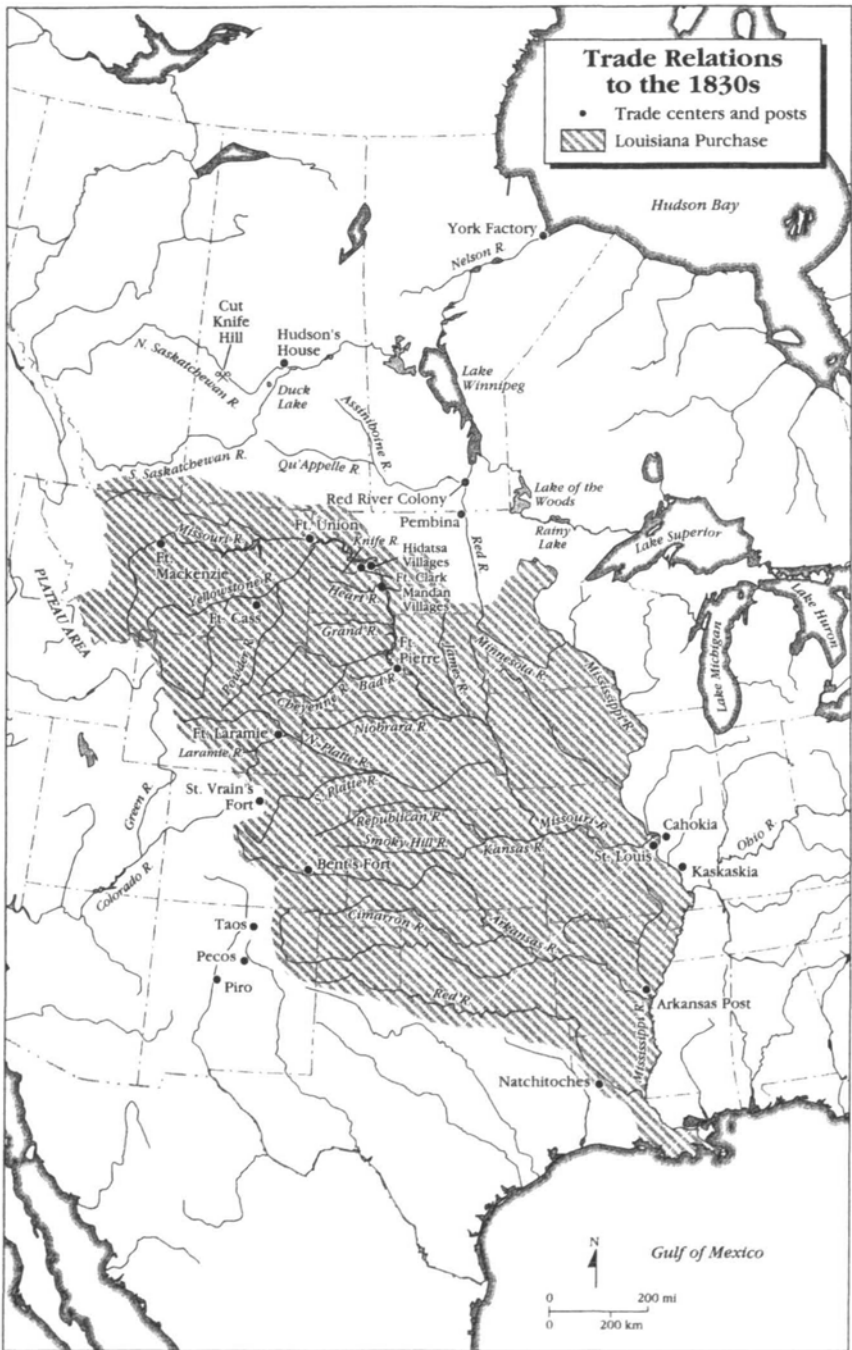 Trade Relations
to the 1830s
Trade centers and posts
Louisiana Purchase
Hudson Bay
York Factory
Nelson R.
Cut
Knife
Hill
Hudson's
House
N. Saskatchewan R.
Duck
Lake
Lake
Winnipeg
Assiniboine R.
Qu'Appelle R.
S. Saskatchewan R.
Red River Colony
Lake of the
Woods
Pembina
Rainy
Lake
Lake Superior
Red R.
Missouri R.
Ft. Union
Knife R.
Hidatsa
Villages
Ft.
Mackenzie
Ft. Clark
Mandan
Villages
Yellowstone R.
Heart R.
Ft. Cass
Grand R.
PLATEAU AREA
Powder R.
Ft.
Pierre
James R.
Minnesota R.
Mississippi R.
Lake Michigan
Lake Huron
Cheyenne R.
Bad R.
Niobrara R.
Ft. Laramie
Laramie R.
N. Platte R.
S. Platte R.
St. Vrain's
Fort
Green R.
Republican R.
Missouri R.
Smoky Hill R.
Kansas R.
Cahokia
St. Louis
Ohio R.
Kaskaskia
Bent's Fort
Colorado R.
Cimarron R.
Arkansas R.
Taos
Pecos
Piro
Red R.
Arkansas Post
Mississippi R.
Natchitoches
Gulf of Mexico
N
0 200 mi
0 200 km